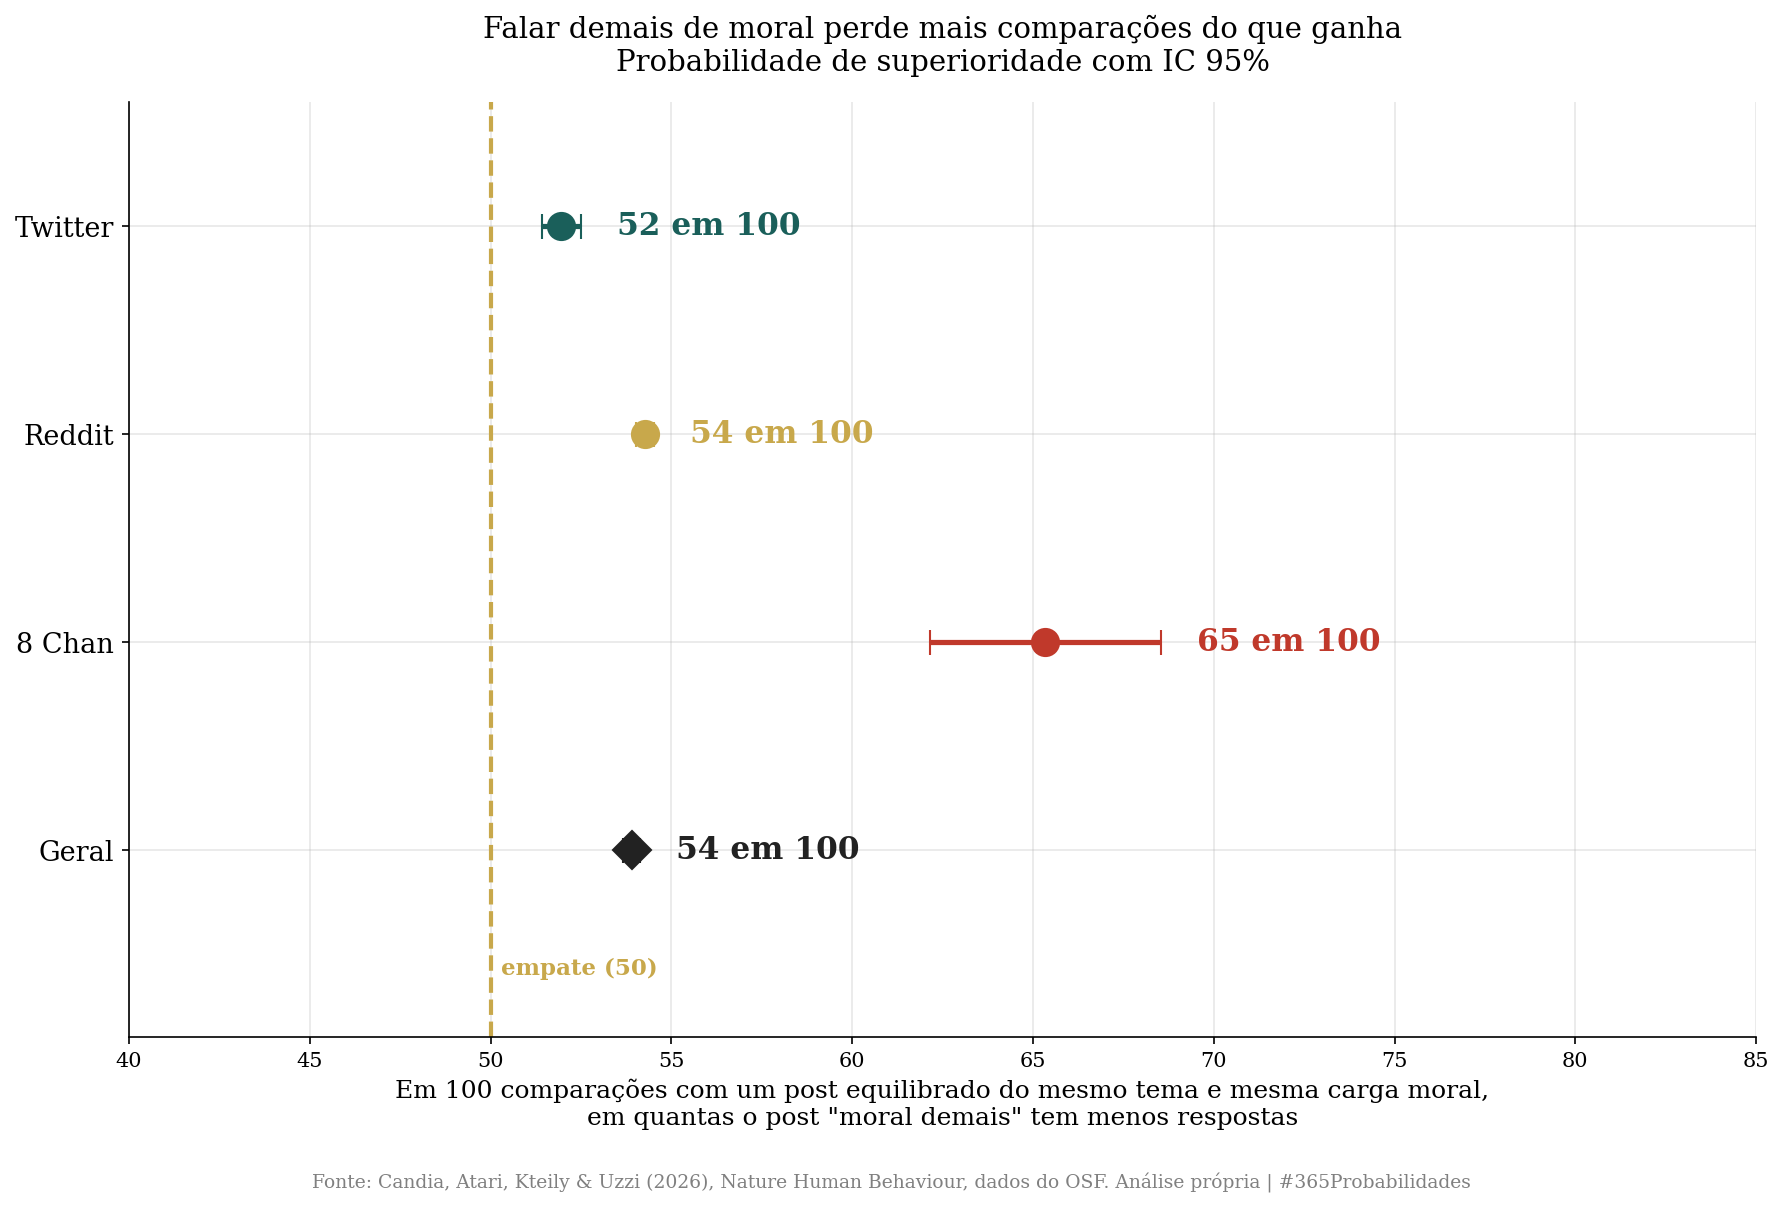 Falar demais de moral perde mais comparações do que ganha
Probabilidade de superioridade com IC 95%
Twitter
52 em 100
Reddit
54 em 100
8 Chan
65 em 100
Geral
54 em 100
empate (50)
40 45 50 55 60 65 70 75 80 85
Em 100 comparações com um post equilibrado do mesmo tema e mesma carga moral,
em quantas o post "moral demais" tem menos respostas
Fonte: Candia, Atari, Kteily & Uzzi (2026), Nature Human Behaviour, dados do OSF. Análise própria | #365Probabilidades